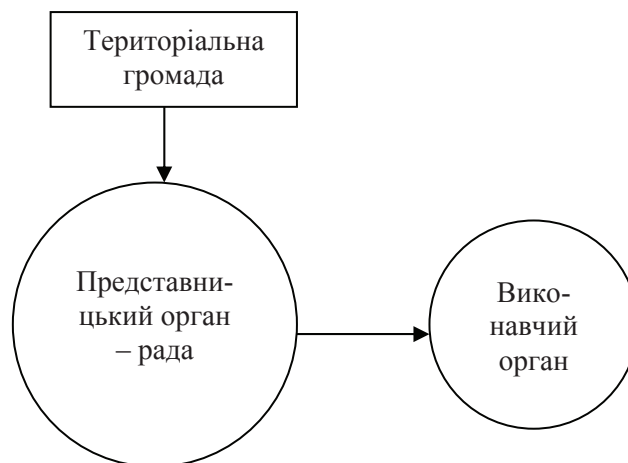 Територіальна
громада
Представни-
цький орган
– рада
Вико-
навчий
орган